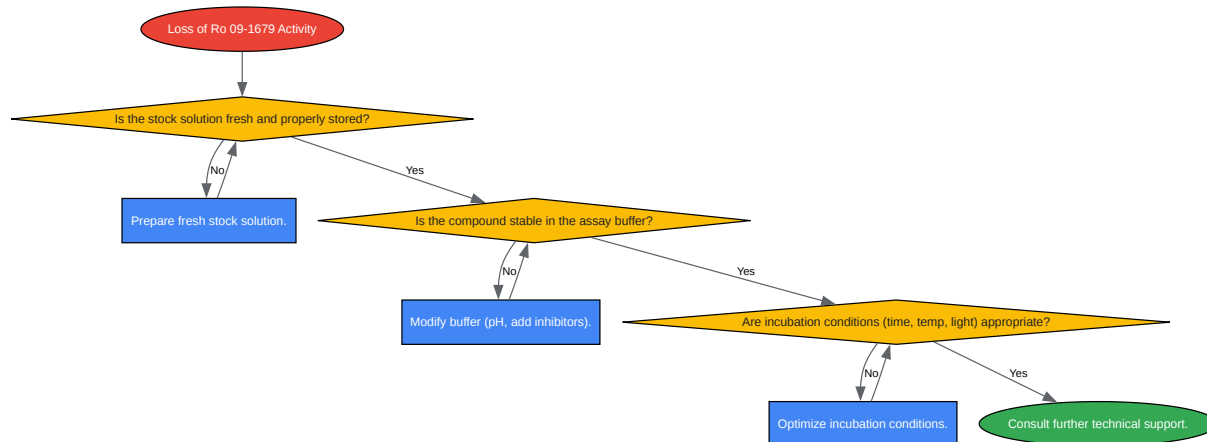 Loss of Ro 09-1679 Activity
Is the stock solution fresh and properly stored?
No
Yes
Prepare fresh stock solution.
Is the compound stable in the assay buffer?
No
Yes
Modify buffer (pH, add inhibitors).
Are incubation conditions (time, temp, light) appropriate?
No
Yes
Optimize incubation conditions.
Consult further technical support.